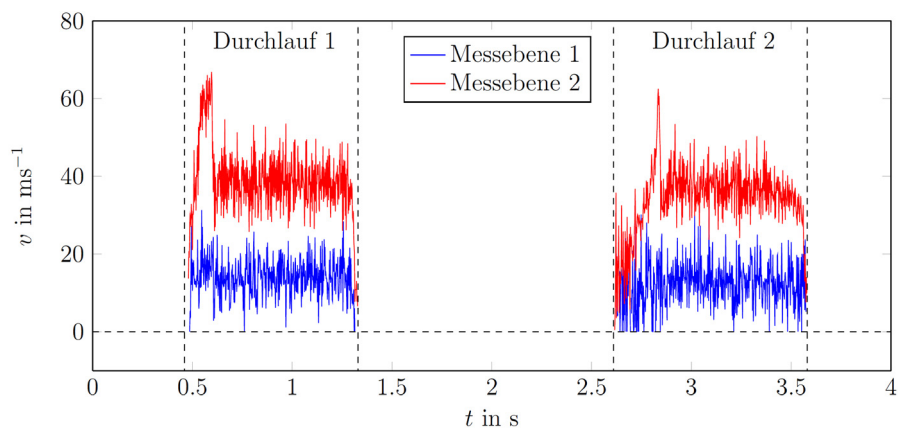 80
60
40
20
0
v in ms⁻¹
Durchlauf 1
Durchlauf 2
Messebene 1
Messebene 2
0
0.5
1
1.5
2
2.5
3
3.5
4
t in s